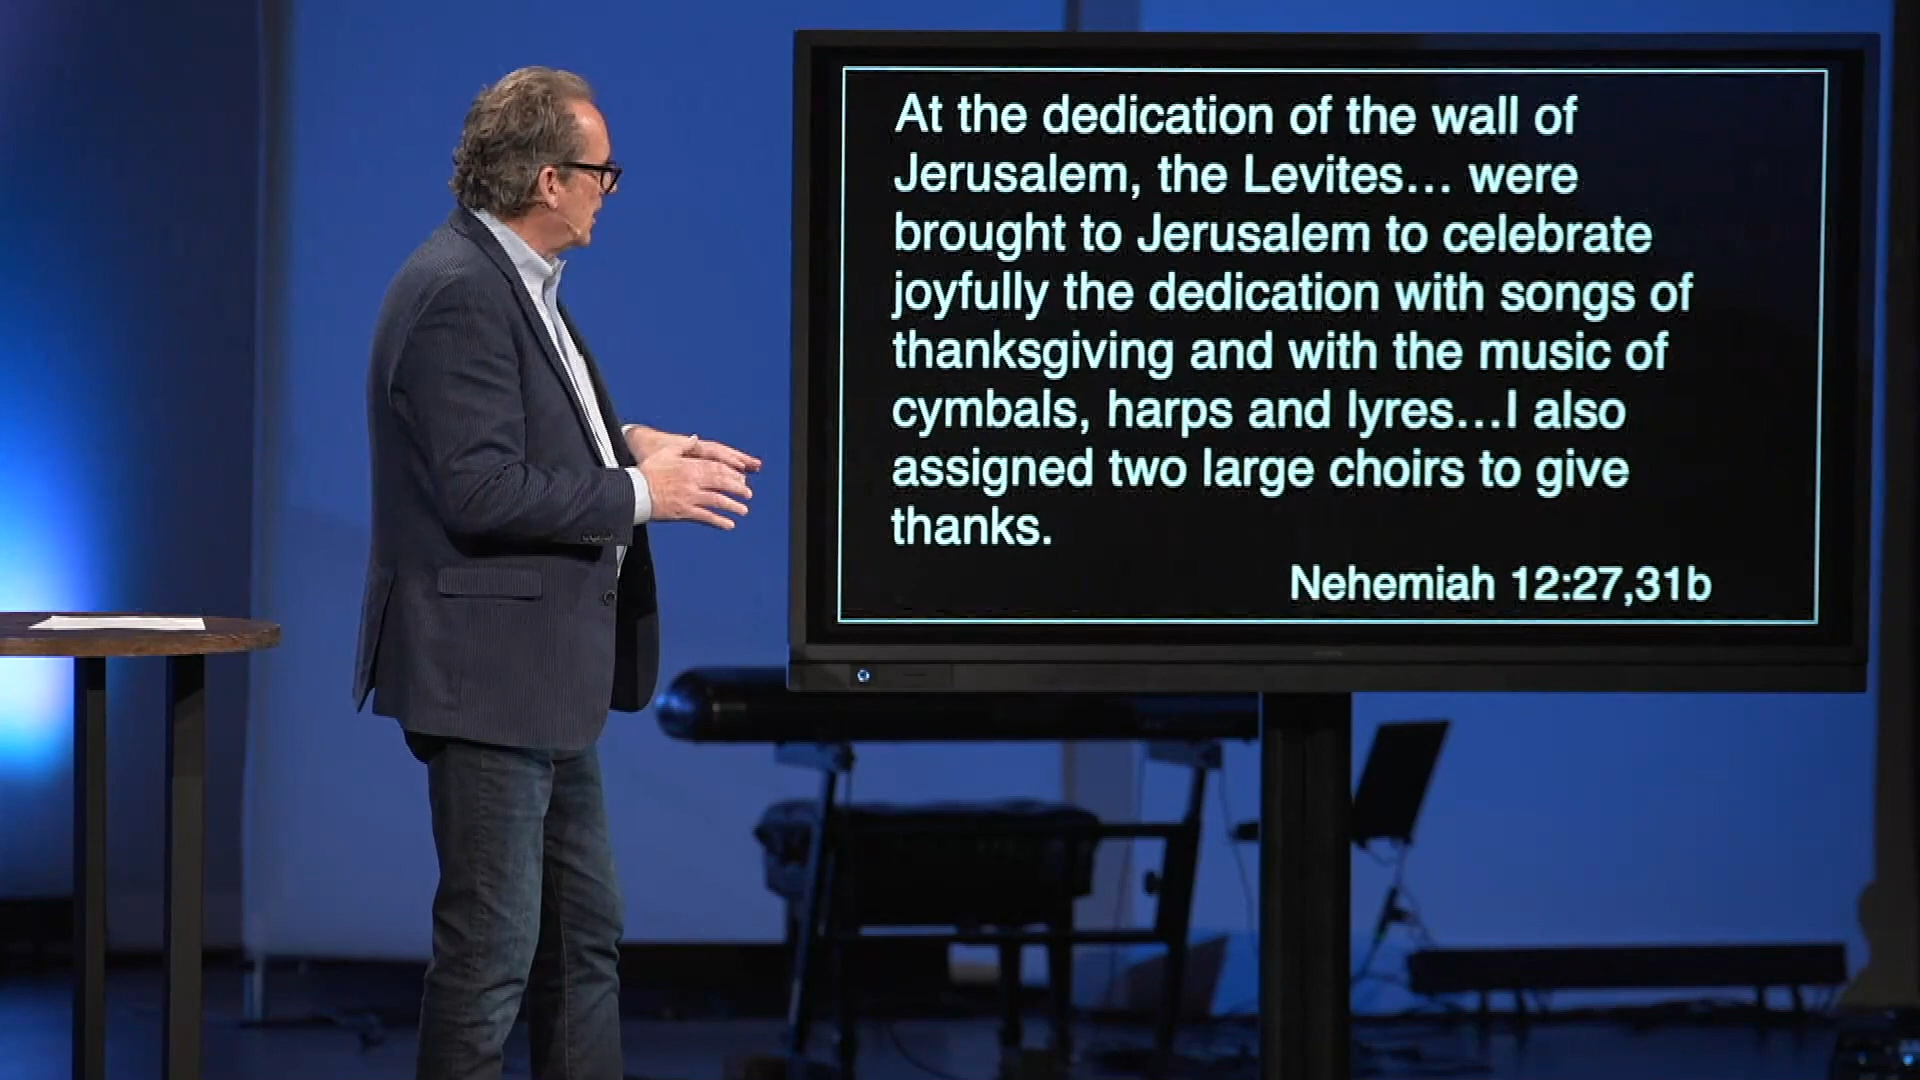 At the dedication of the wall of
Jerusalem, the Levites... were
brought to Jerusalem to celebrate
joyfully the dedication with songs of
thanksgiving and with the music of
cymbals, harps and lyres...I also
assigned two large choirs to give
thanks.
Nehemiah 12:27,31b